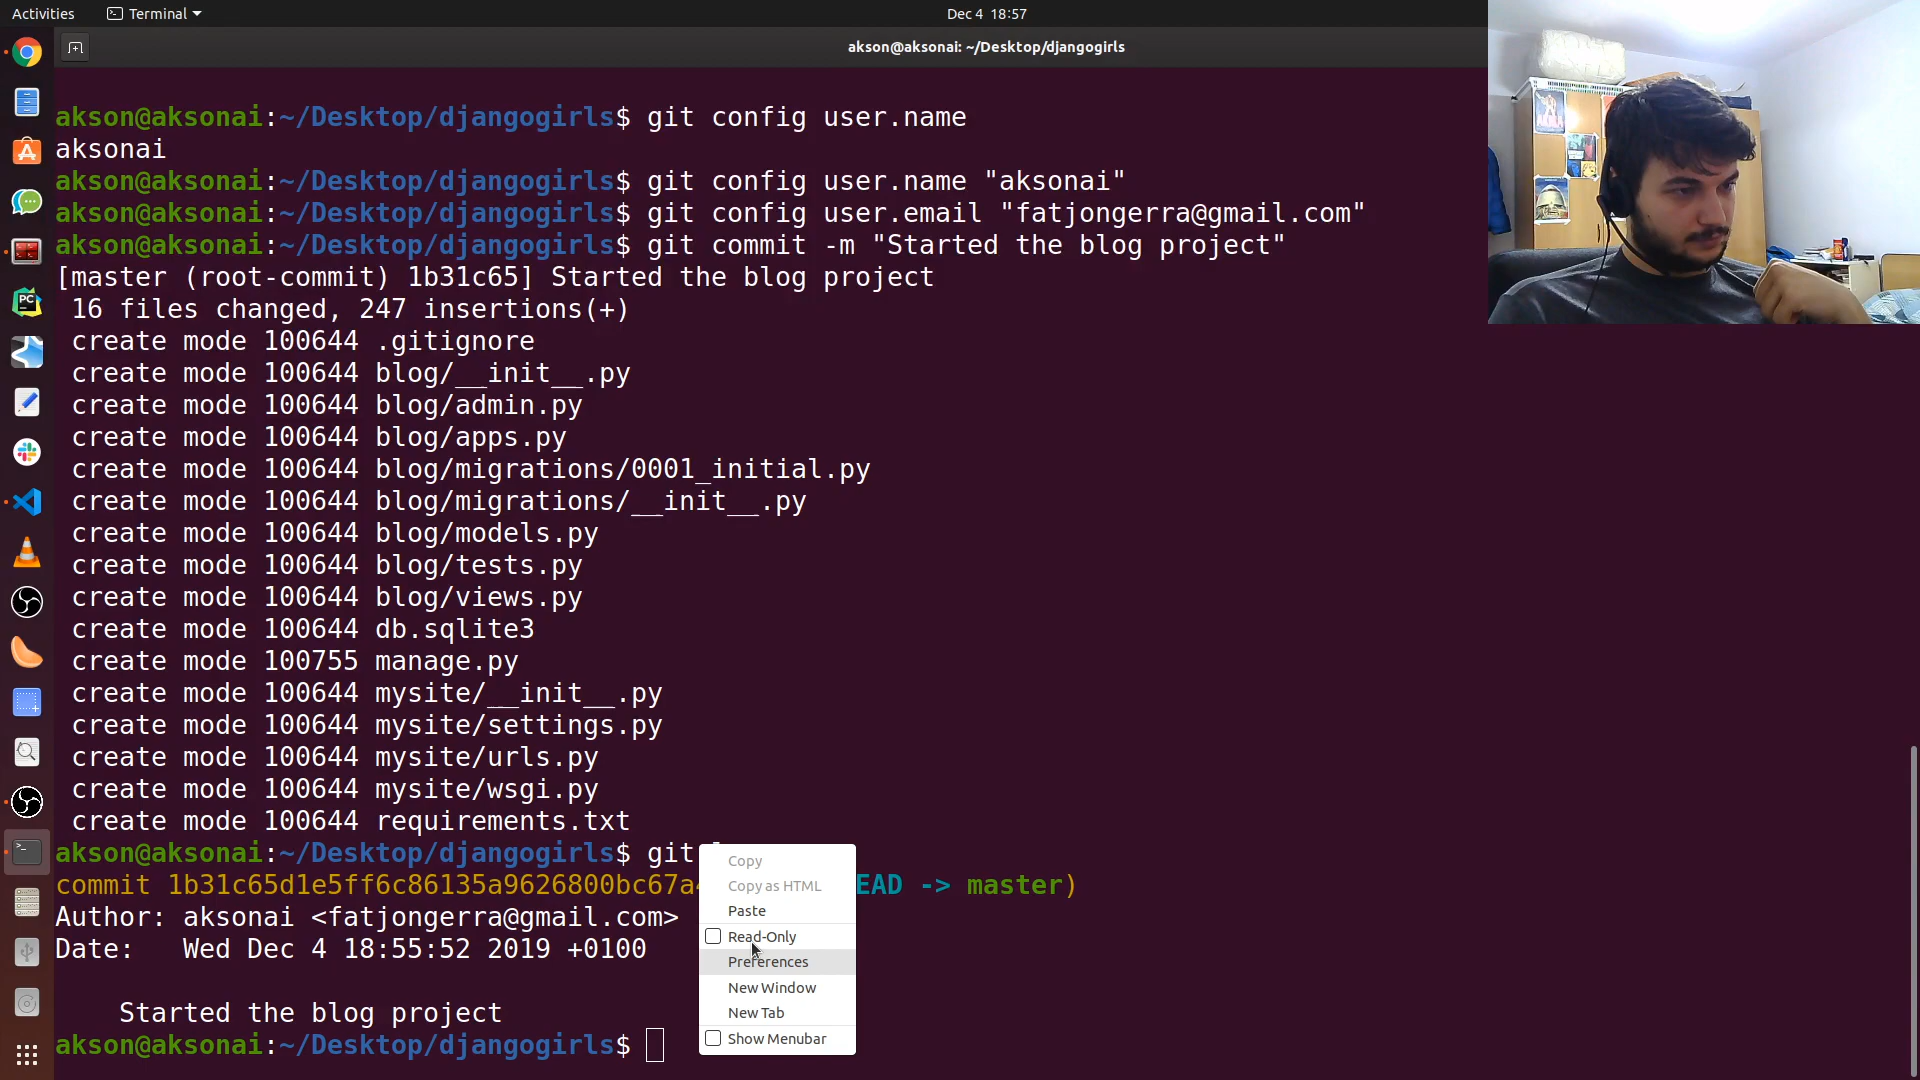 Activities Terminal Dec 4 18:57
akson@aksonai: ~/Desktop/djangogirls
akson@aksonai:~/Desktop/djangogirls$ git config user.name
aksonai
akson@aksonai:~/Desktop/djangogirls$ git config user.name "aksonai"
akson@aksonai:~/Desktop/djangogirls$ git config user.email "fatjongerra@gmail.com"
akson@aksonai:~/Desktop/djangogirls$ git commit -m "Started the blog project"
[master (root-commit) 1b31c65] Started the blog project
16 files changed, 247 insertions(+)
create mode 100644 .gitignore
create mode 100644 blog/__init__.py
create mode 100644 blog/admin.py
create mode 100644 blog/apps.py
create mode 100644 blog/migrations/0001_initial.py
create mode 100644 blog/migrations/__init__.py
create mode 100644 blog/models.py
create mode 100644 blog/tests.py
create mode 100644 blog/views.py
create mode 100644 db.sqlite3
create mode 100755 manage.py
create mode 100644 mysite/__init__.py
create mode 100644 mysite/settings.py
create mode 100644 mysite/urls.py
create mode 100644 mysite/wsgi.py
create mode 100644 requirements.txt
akson@aksonai:~/Desktop/djangogirls$ git
commit 1b31c65d1e5ff6c86135a9626800bc67a EAD -> master)
Author: aksonai <fatjongerra@gmail.com>
Date: Wed Dec 4 18:55:52 2019 +0100
Started the blog project
akson@aksonai:~/Desktop/djangogirls$
Copy
Copy as HTML
Paste
Read-Only
Preferences
New Window
New Tab
Show Menubar